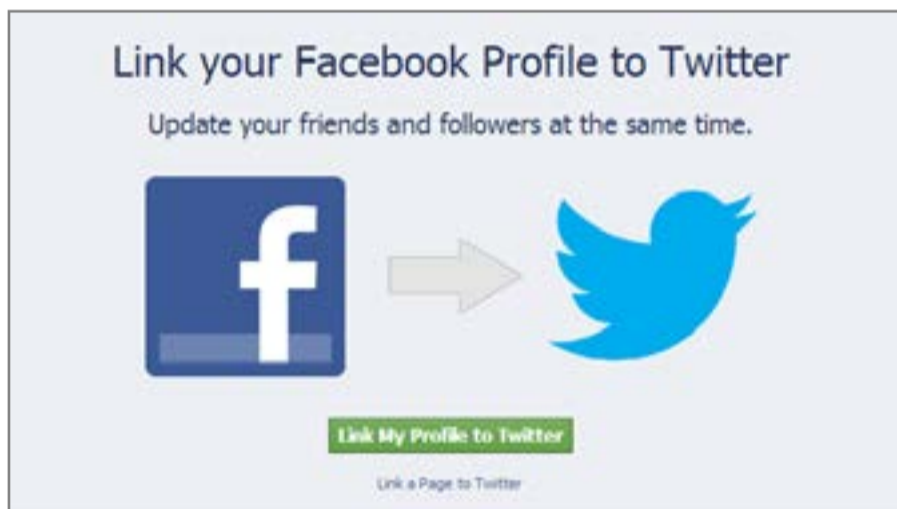 Link your Facebook Profile to Twitter
Update your friends and followers at the same time.
f
Link My Profile to Twitter
Link a Page to Twitter